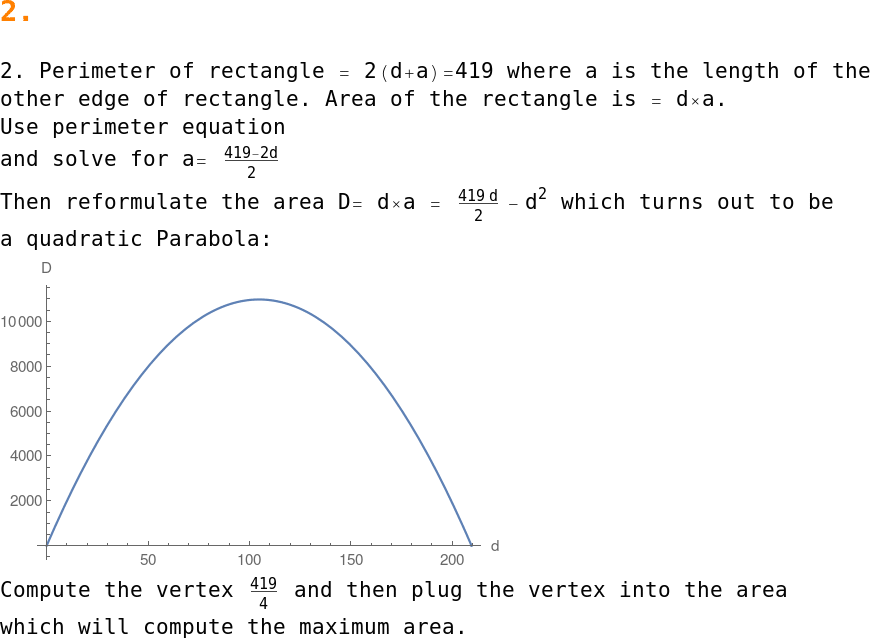 2.
2. Perimeter of rectangle = 2(d+a)=419 where a is the length of the
other edge of rectangle. Area of the rectangle is = d×a.
Use perimeter equation
and solve for a= (419-2d)/2
Then reformulate the area D= d×a = (419 d)/2 - d² which turns out to be
a quadratic Parabola:
D
10000
8000
6000
4000
2000
50 100 150 200 d
Compute the vertex 419/4 and then plug the vertex into the area
which will compute the maximum area.